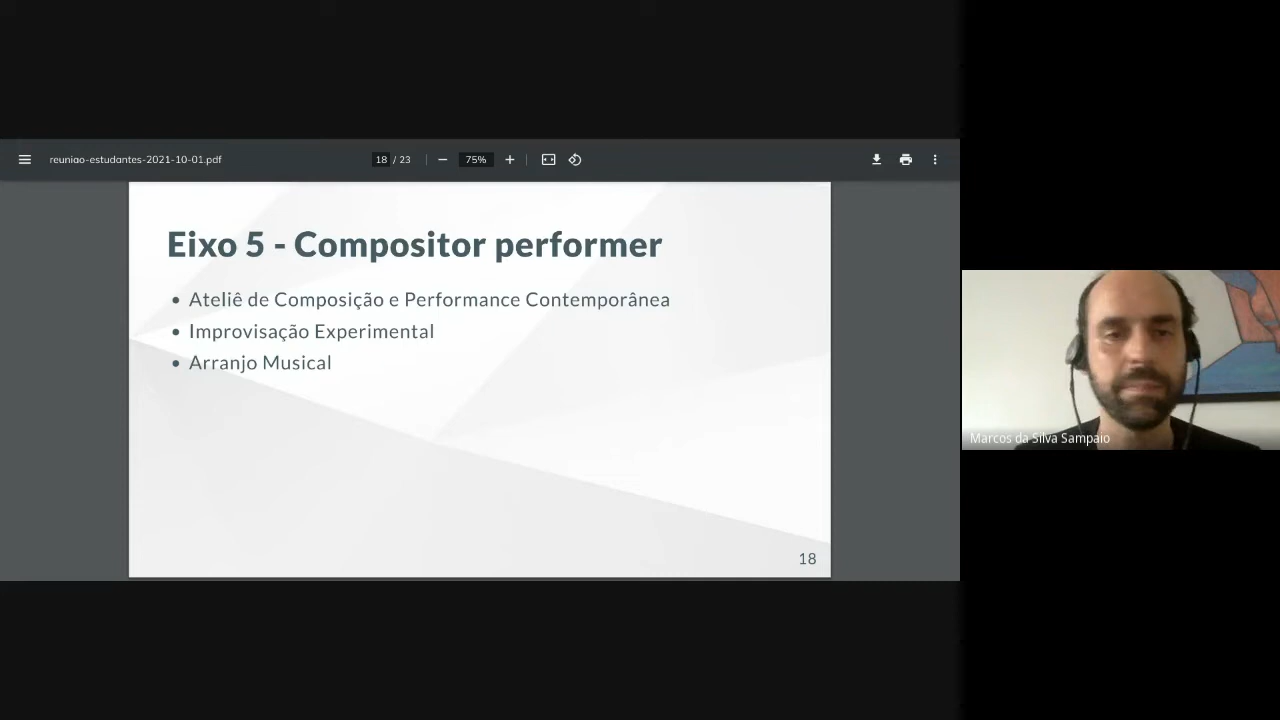 reuniao-estudantes-2021-10-01.pdf
18 / 23
75%
Eixo 5 - Compositor performer
• Ateliê de Composição e Performance Contemporânea
• Improvisação Experimental
• Arranjo Musical
18
Marcos da Silva Sampaio